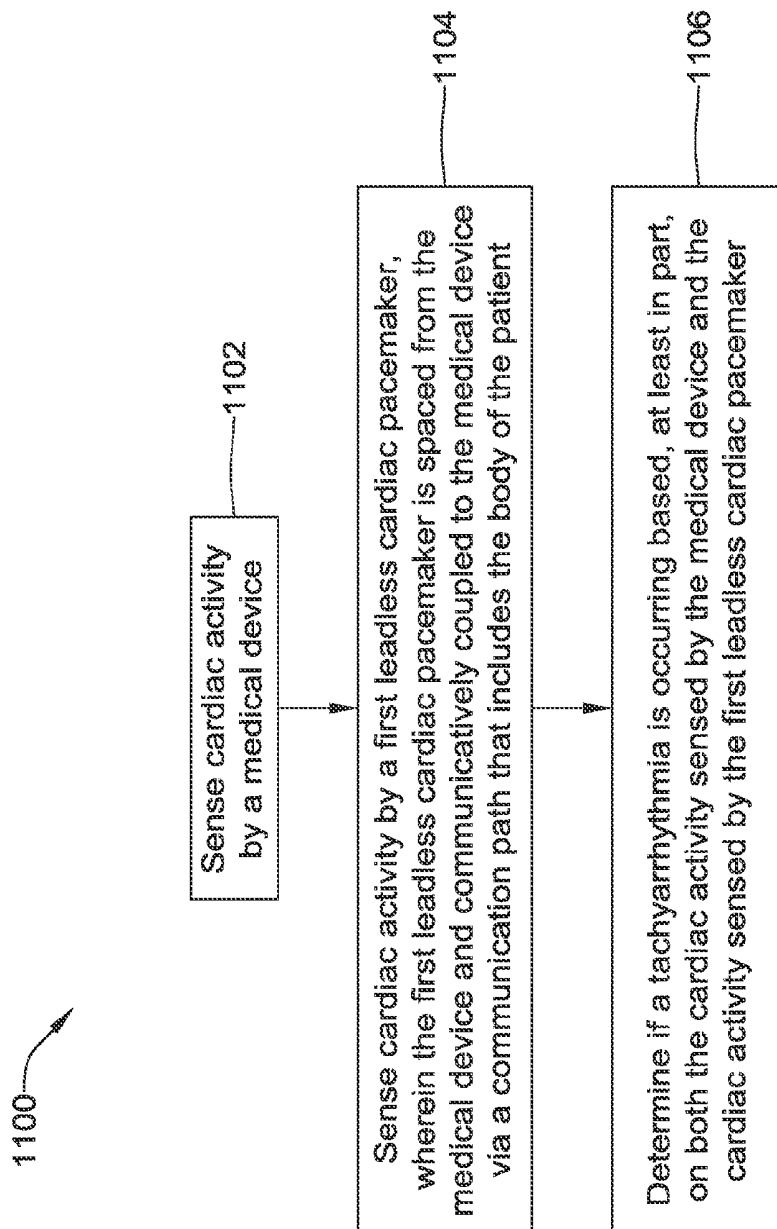 1100
1102
Sense cardiac activity
by a medical device
1104
Sense cardiac activity by a first leadless cardiac pacemaker,
wherein the first leadless cardiac pacemaker is spaced from the
medical device and communicatively coupled to the medical device
via a communication path that includes the body of the patient
1106
Determine if a tachyarrhythmia is occurring based, at least in part,
on both the cardiac activity sensed by the medical device and the
cardiac activity sensed by the first leadless cardiac pacemaker